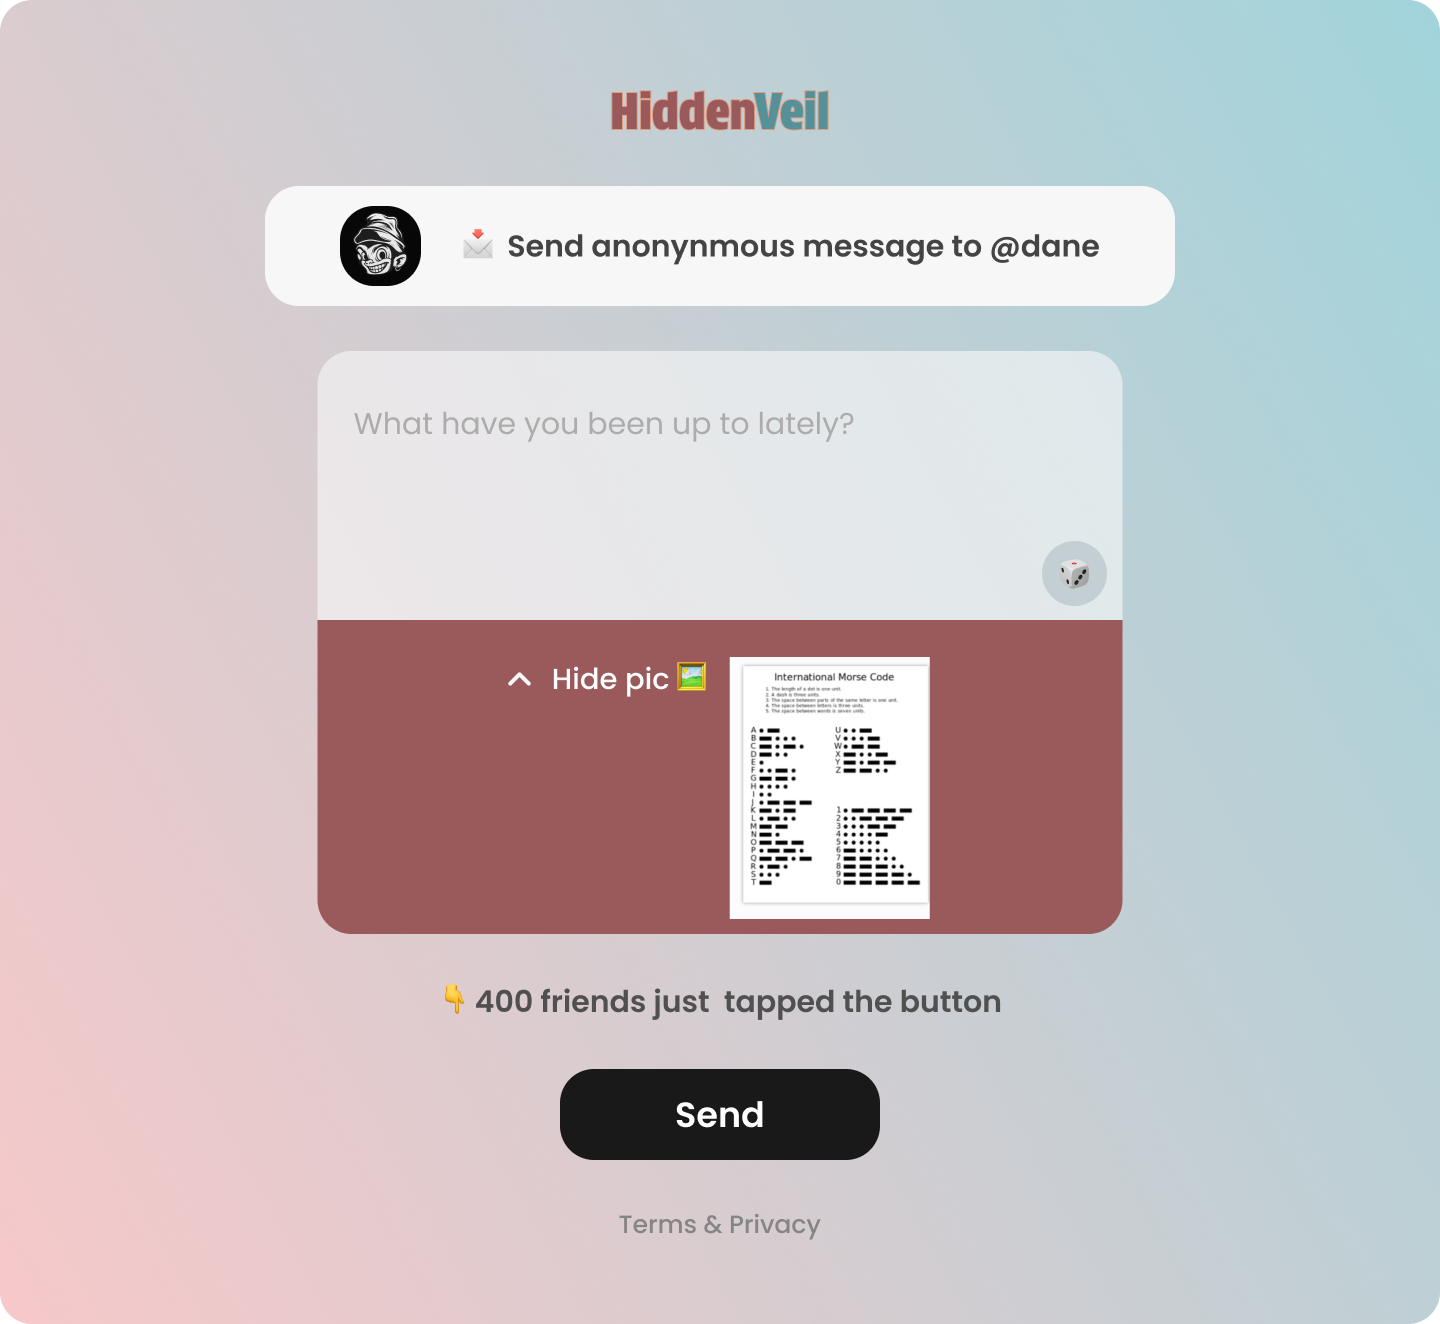 HiddenVeil
Send anonynmous message to @dane
What have you been up to lately?
Hide pic
International Morse Code
1. The length of a dot is one unit.
2. A dash is three units.
3. The space between parts of the same letter is one unit.
4. The space between letters is three units.
5. The space between words is seven units.
A
B
C
D
E
F
G
H
I
J
K
L
M
N
O
P
Q
R
S
T
U
V
W
X
Y
Z
1
2
3
4
5
6
7
8
9
0
400 friends just  tapped the button
Send
Terms & Privacy